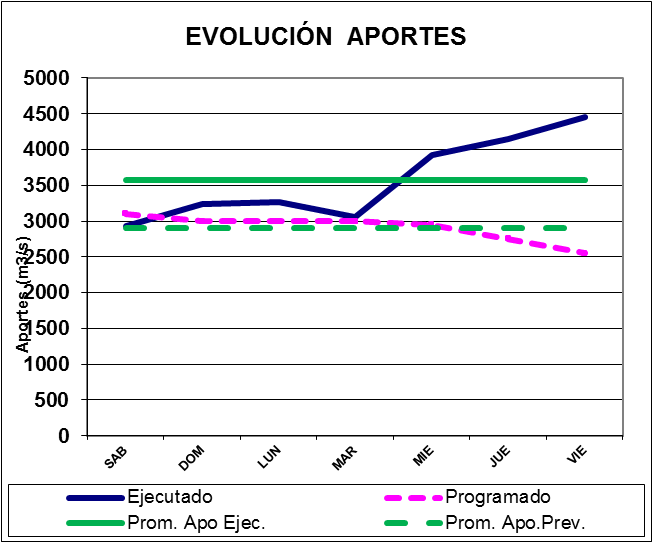 EVOLUCIÓN APORTES
5000
4500
4000
3500
3000
2500
2000
1500
1000
500
0
Aportes (m3/s)
SAB DOM LUN MAR MIE JUE VIE
Ejecutado Programado
Prom. Apo Ejec. Prom. Apo.Prev.